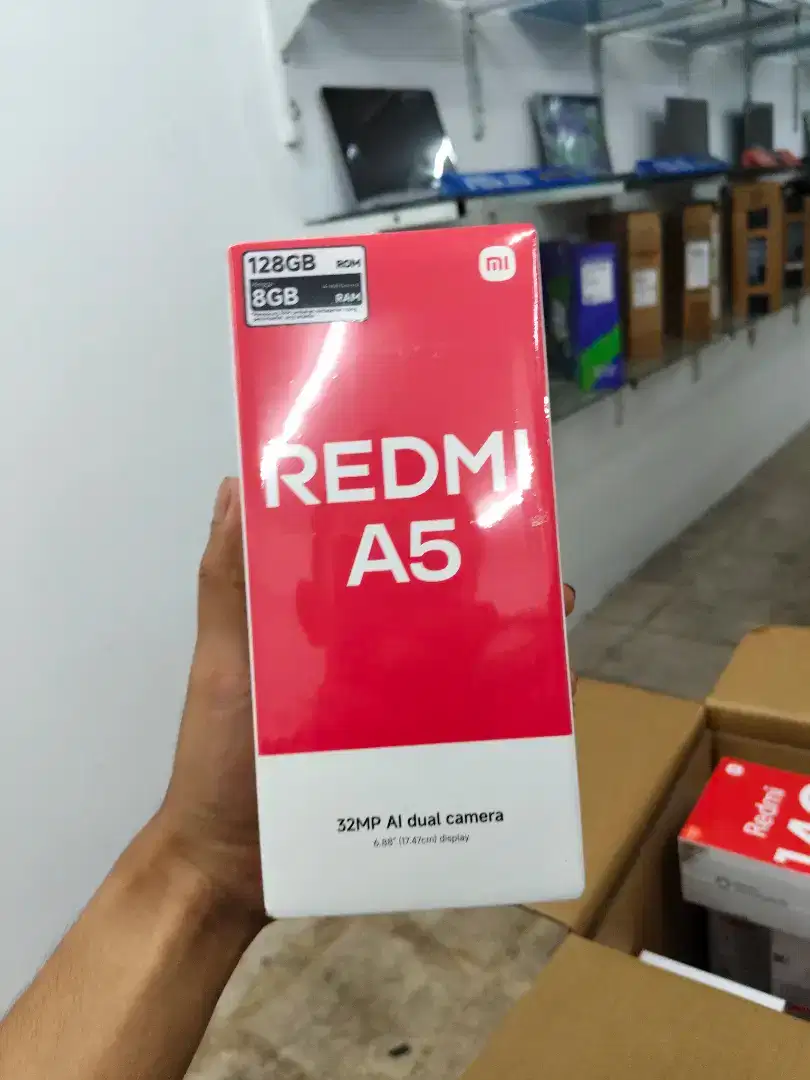 128GB ROM
8GB RAM
mi
REDMI
A5
32MP AI dual camera
6.88" (17.47cm) display
Redmi